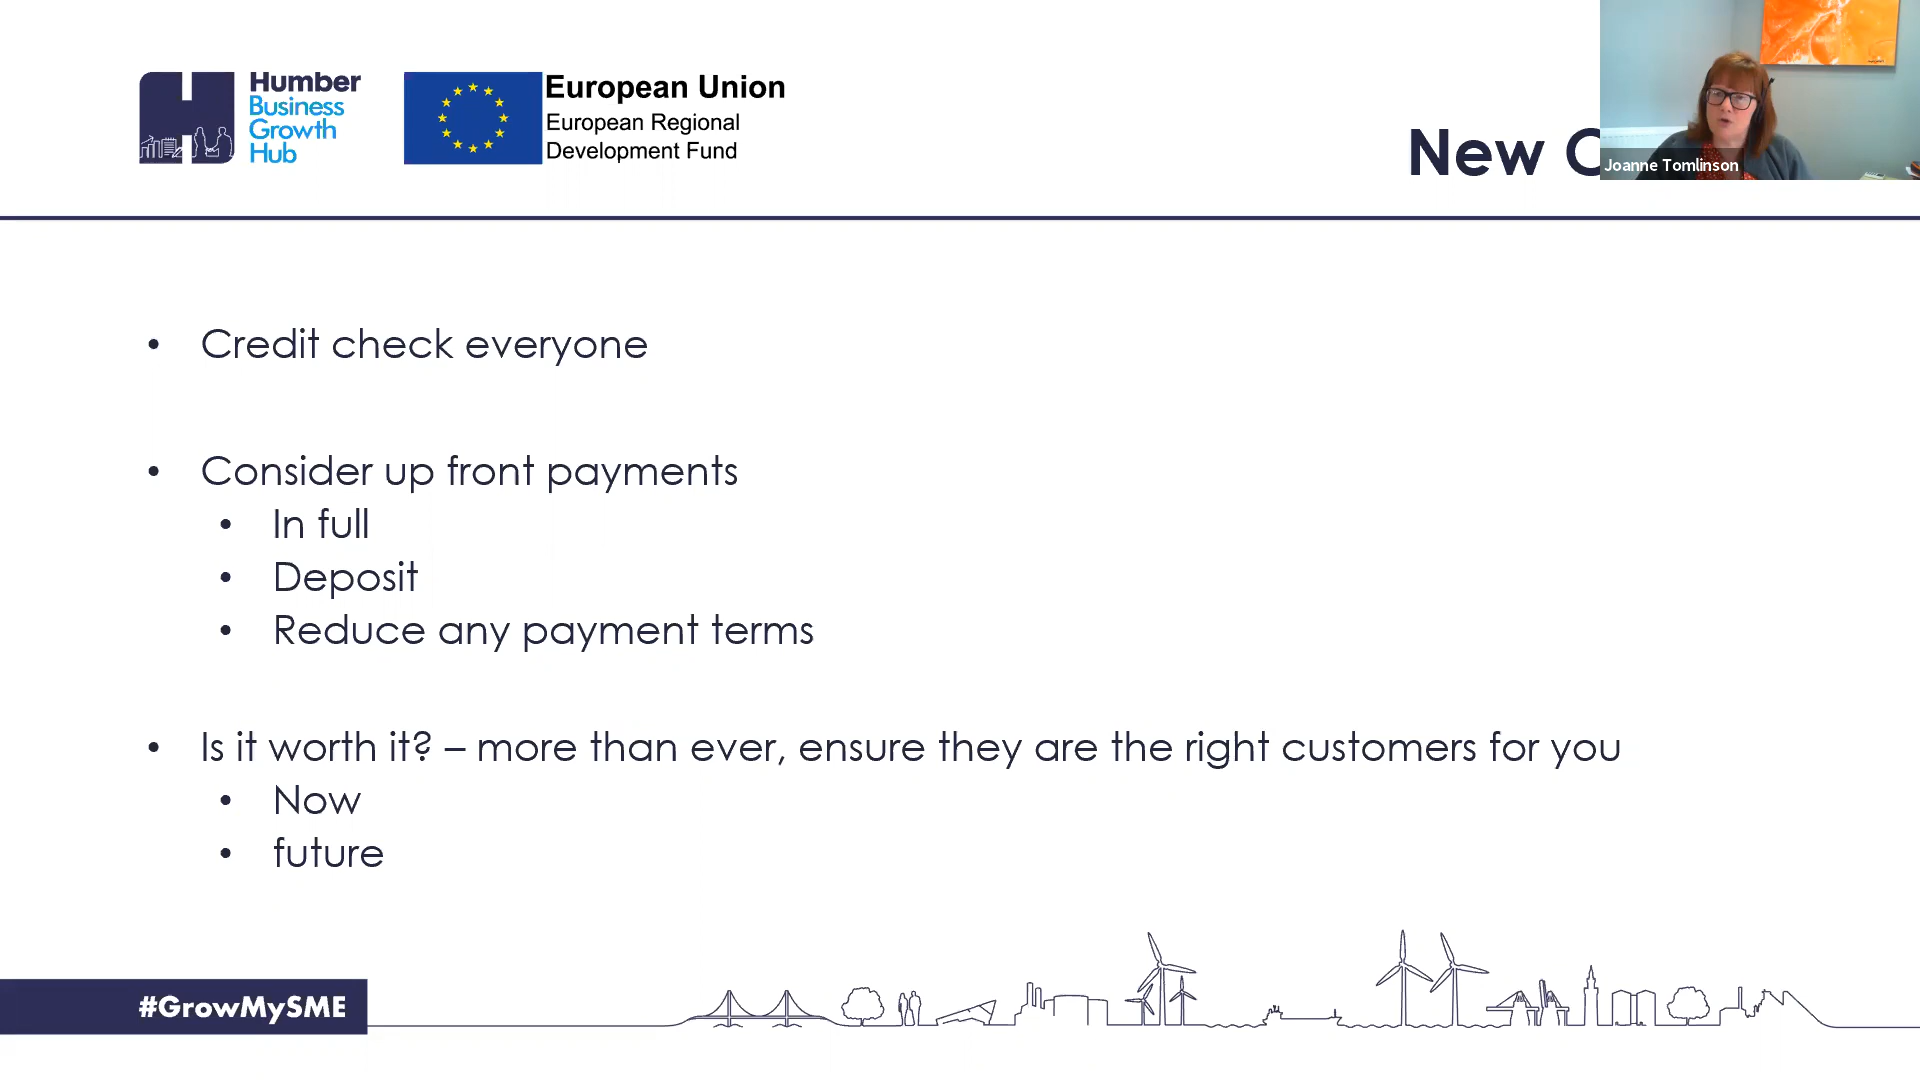 Humber
Business
Growth
Hub
European Union
European Regional
Development Fund
New
Joanne Tomlinson
• Credit check everyone
• Consider up front payments
• In full
• Deposit
• Reduce any payment terms
• Is it worth it? – more than ever, ensure they are the right customers for you
• Now
• future
#GrowMySME